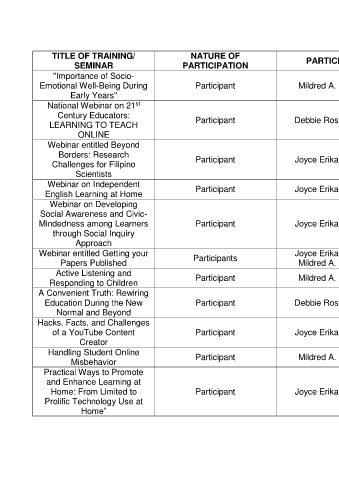 TITLE OF TRAINING/
SEMINAR
NATURE OF
PARTICIPATION
PARTICI
"Importance of Socio-
Emotional Well-Being During
Early Years"
Participant
Mildred A.
National Webinar on 21st
Century Educators:
LEARNING TO TEACH
ONLINE
Participant
Debbie Ros
Webinar entitled Beyond
Borders: Research
Challenges for Filipino
Scientists
Participant
Joyce Erika
Webinar on Independent
English Learning at Home
Participant
Joyce Erika
Webinar on Developing
Social Awareness and Civic-
Mindedness among Learners
through Social Inquiry
Approach
Participant
Joyce Erika
Webinar entitled Getting your
Papers Published
Participants
Joyce Erika
Mildred A.
Active Listening and
Responding to Children
Participant
Mildred A.
A Convenient Truth: Rewiring
Education During the New
Normal and Beyond
Participant
Debbie Ros
Hacks, Facts, and Challenges
of a YouTube Content
Creator
Participant
Joyce Erika
Handling Student Online
Misbehavior
Participant
Mildred A.
Practical Ways to Promote
and Enhance Learning at
Home: From Limited to
Prolific Technology Use at
Home"
Participant
Joyce Erika